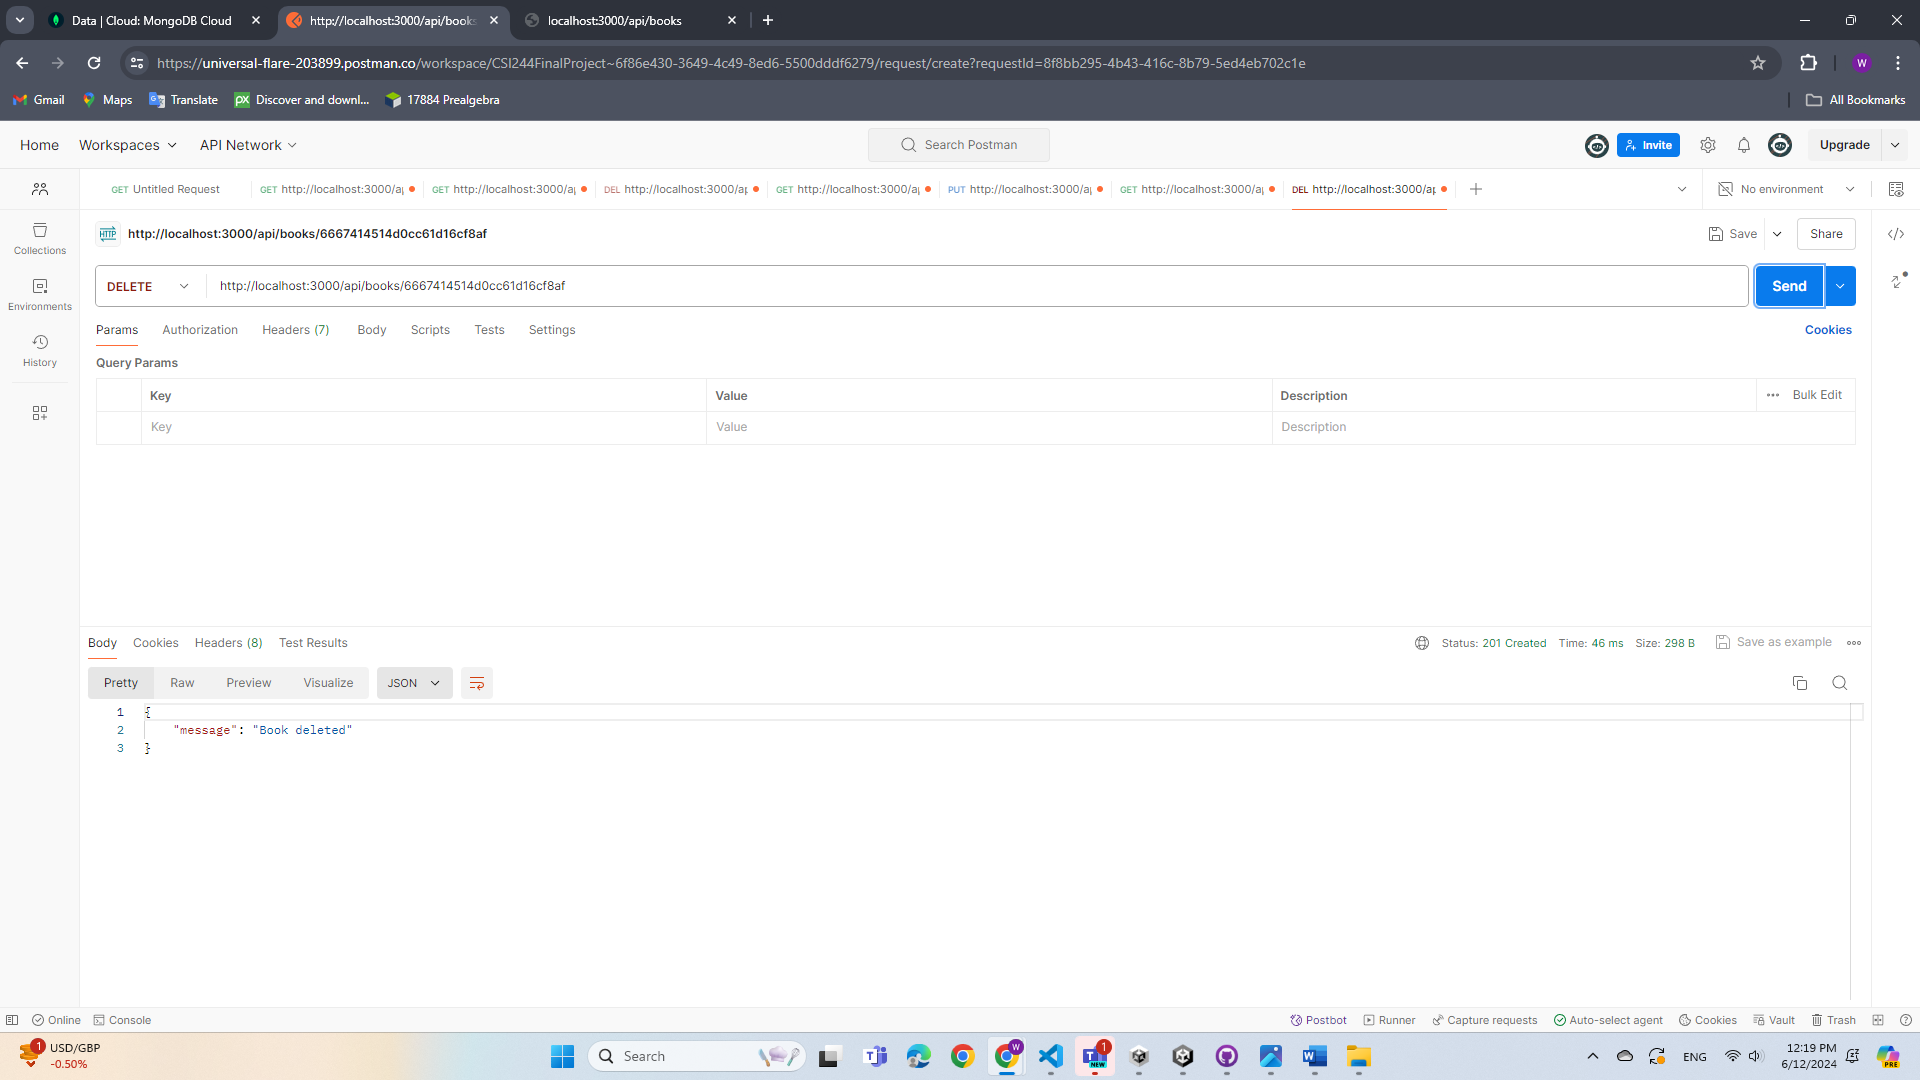 Data | Cloud: MongoDB Cloud
http://localhost:3000/api/books
localhost:3000/api/books
https://universal-flare-203899.postman.co/workspace/CSI244FinalProject~6f86e430-3649-4c49-8ed6-5500dddf6279/request/create?requestId=8f8bb295-4b43-416c-8b79-5ed4eb702c1e
W
Gmail Maps Translate Discover and downl... 17884 Prealgebra All Bookmarks
Home Workspaces API Network Search Postman Invite Upgrade
GET Untitled Request GET http://localhost:3000/a GET http://localhost:3000/a DEL http://localhost:3000/ap GET http://localhost:3000/a PUT http://localhost:3000/a GET http://localhost:3000/a DEL http://localhost:3000/ap No environment
HTTP http://localhost:3000/api/books/6667414514d0cc61d16cf8af Save Share
Collections
Environments
History
DELETE http://localhost:3000/api/books/6667414514d0cc61d16cf8af Send
Params Authorization Headers (7) Body Scripts Tests Settings Cookies
Query Params
Key Value Description Bulk Edit
Key Value Description
Body Cookies Headers (8) Test Results Status: 201 Created Time: 46 ms Size: 298 B Save as example
Pretty Raw Preview Visualize JSON
1 {
2 "message": "Book deleted"
3 }
Online Console Postbot Runner Capture requests Auto-select agent Cookies Vault Trash
1 USD/GBP
-0.50%
Search
W
1
NEW
ENG
12:19 PM
6/12/2024
PRE